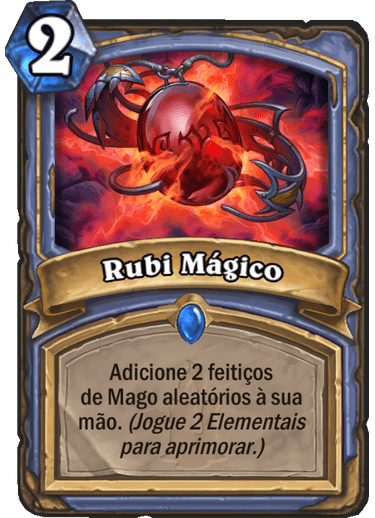 2
Rubi Mágico
Adicione 2 feitiços
de Mago aleatórios à sua
mão. (Jogue 2 Elementais
para aprimorar.)